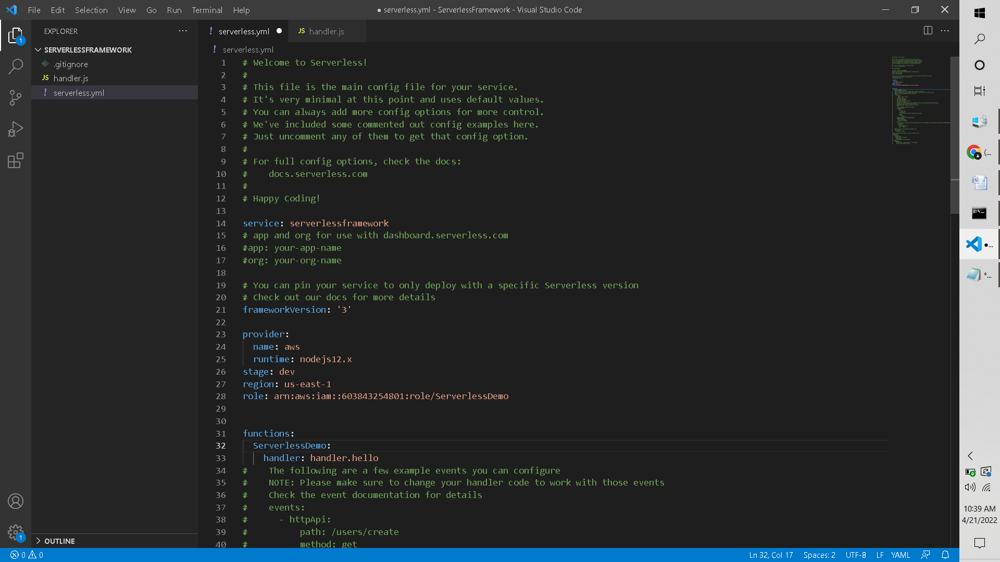 File Edit Selection View Go Run Terminal Help
● serverless.yml - ServerlessFramework - Visual Studio Code
EXPLORER
SERVERLESSFRAMEWORK
.gitignore
JS handler.js
! serverless.yml
OUTLINE
! serverless.yml
JS handler.js
! serverless.yml
1 # Welcome to Serverless!
2 #
3 # This file is the main config file for your service.
4 # It's very minimal at this point and uses default values.
5 # You can always add more config options for more control.
6 # We've included some commented out config examples here.
7 # Just uncomment any of them to get that config option.
8 #
9 # For full config options, check the docs:
10 #    docs.serverless.com
11 #
12 # Happy Coding!
13
14 service: serverlessframework
15 # app and org for use with dashboard.serverless.com
16 #app: your-app-name
17 #org: your-org-name
18
19 # You can pin your service to only deploy with a specific Serverless version
20 # Check out our docs for more details
21 frameworkVersion: '3'
22
23 provider:
24   name: aws
25   runtime: nodejs12.x
26 stage: dev
27 region: us-east-1
28 role: arn:aws:iam::603843254801:role/ServerlessDemo
29
30
31 functions:
32   ServerlessDemo:
33     handler: handler.hello
34 #    The following are a few example events you can configure
35 #    NOTE: Please make sure to change your handler code to work with those events
36 #    Check the event documentation for details
37 #    events:
38 #      - httpApi:
39 #          path: /users/create
40 #          method: get
1
1
0 0
Ln 32, Col 17 Spaces: 2 UTF-8 LF YAML
(...
C:\_
●...
*...
10:39 AM
4/21/2022